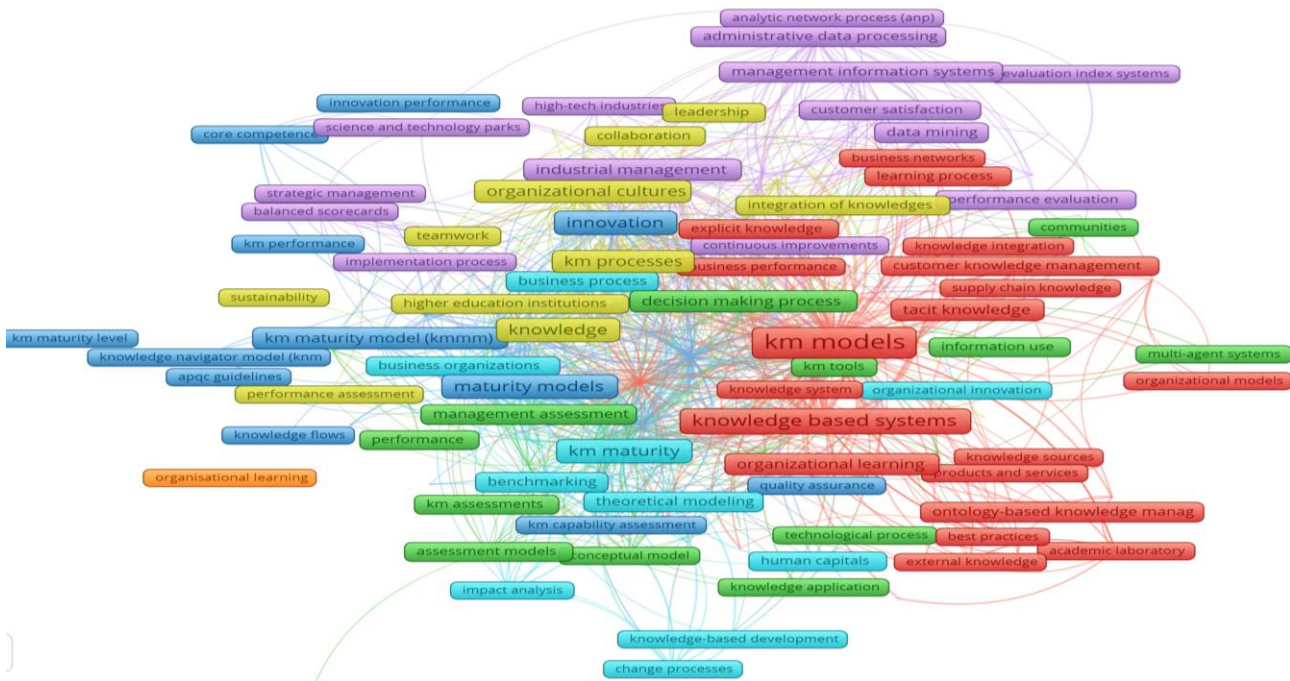 analytic network process (anp)
administrative data processing
management information systems
evaluation index systems
innovation performance
high-tech industries
leadership
customer satisfaction
core competence
science and technology parks
collaboration
data mining
business networks
industrial management
learning process
strategic management
organizational cultures
integration of knowledges
performance evaluation
balanced scorecards
innovation
explicit knowledge
communities
teamwork
km performance
continuous improvements
knowledge integration
implementation process
km processes
business performance
customer knowledge management
business process
supply chain knowledge
sustainability
higher education institutions
decision making process
tacit knowledge
knowledge
km maturity level
km maturity model (kmmm)
km models
information use
knowledge navigator model (knm
business organizations
km tools
multi-agent systems
apqc guidelines
maturity models
knowledge system
organizational innovation
organizational models
performance assessment
management assessment
knowledge based systems
knowledge flows
performance
km maturity
knowledge sources
organizational learning
products and services
organisational learning
benchmarking
quality assurance
km assessments
theoretical modeling
ontology-based knowledge manag
km capability assessment
technological process
best practices
assessment models
conceptual model
human capitals
external knowledge
academic laboratory
impact analysis
knowledge application
knowledge-based development
change processes